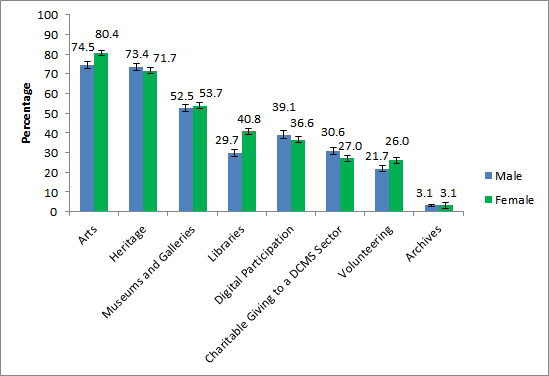 100
90
80
70
60
50
40
30
20
10
0
Percentage
74.5 80.4
73.4 71.7
52.5 53.7
29.7 40.8
39.1 36.6
30.6 27.0
21.7 26.0
3.1 3.1
Arts
Heritage
Museums and Galleries
Libraries
Digital Participation
Charitable Giving to a DCMS Sector
Volunteering
Archives
Male
Female